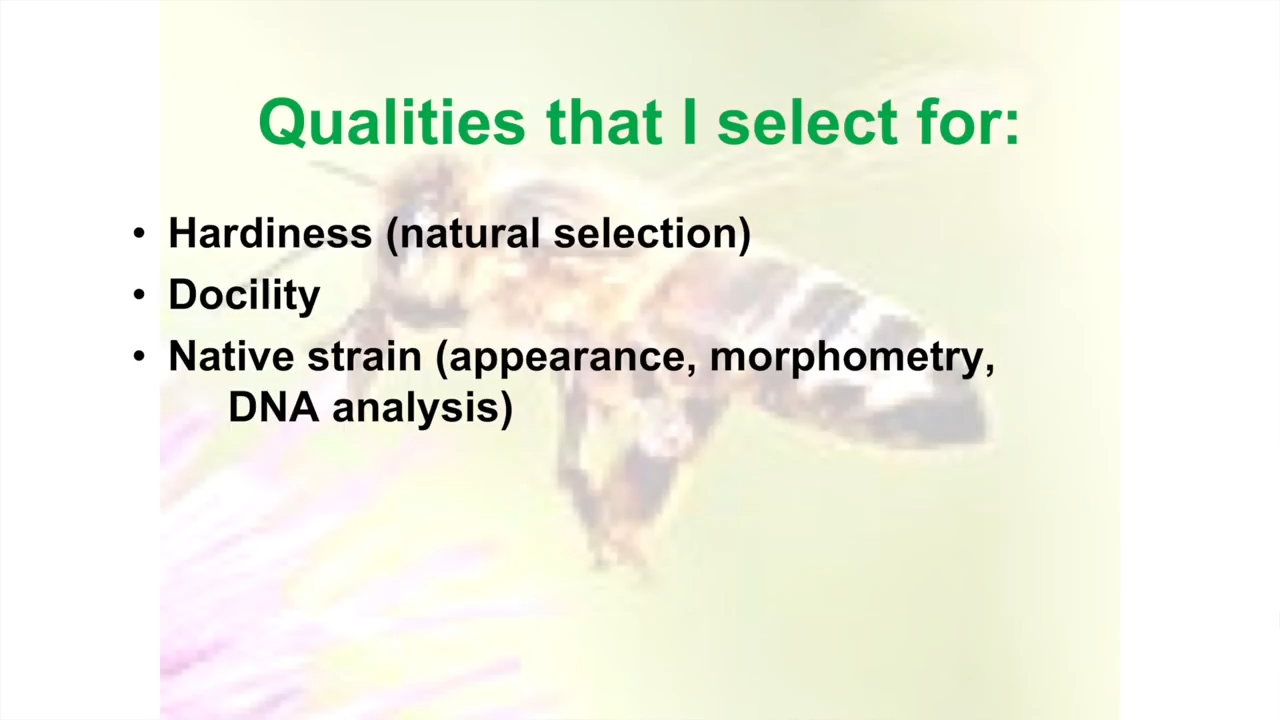 Qualities that I select for:
• Hardiness (natural selection)
• Docility
• Native strain (appearance, morphometry,
DNA analysis)